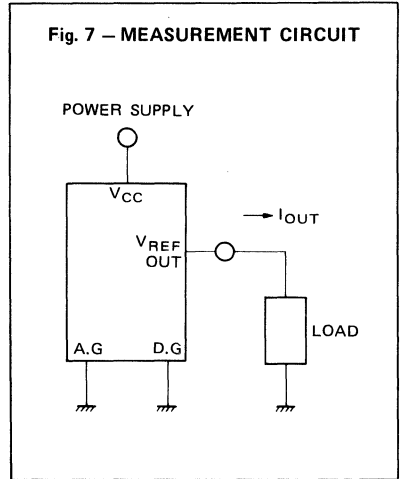 Fig. 7 — MEASUREMENT CIRCUIT
POWER SUPPLY
VCC
IOUT
VREF
OUT
LOAD
A.G D.G